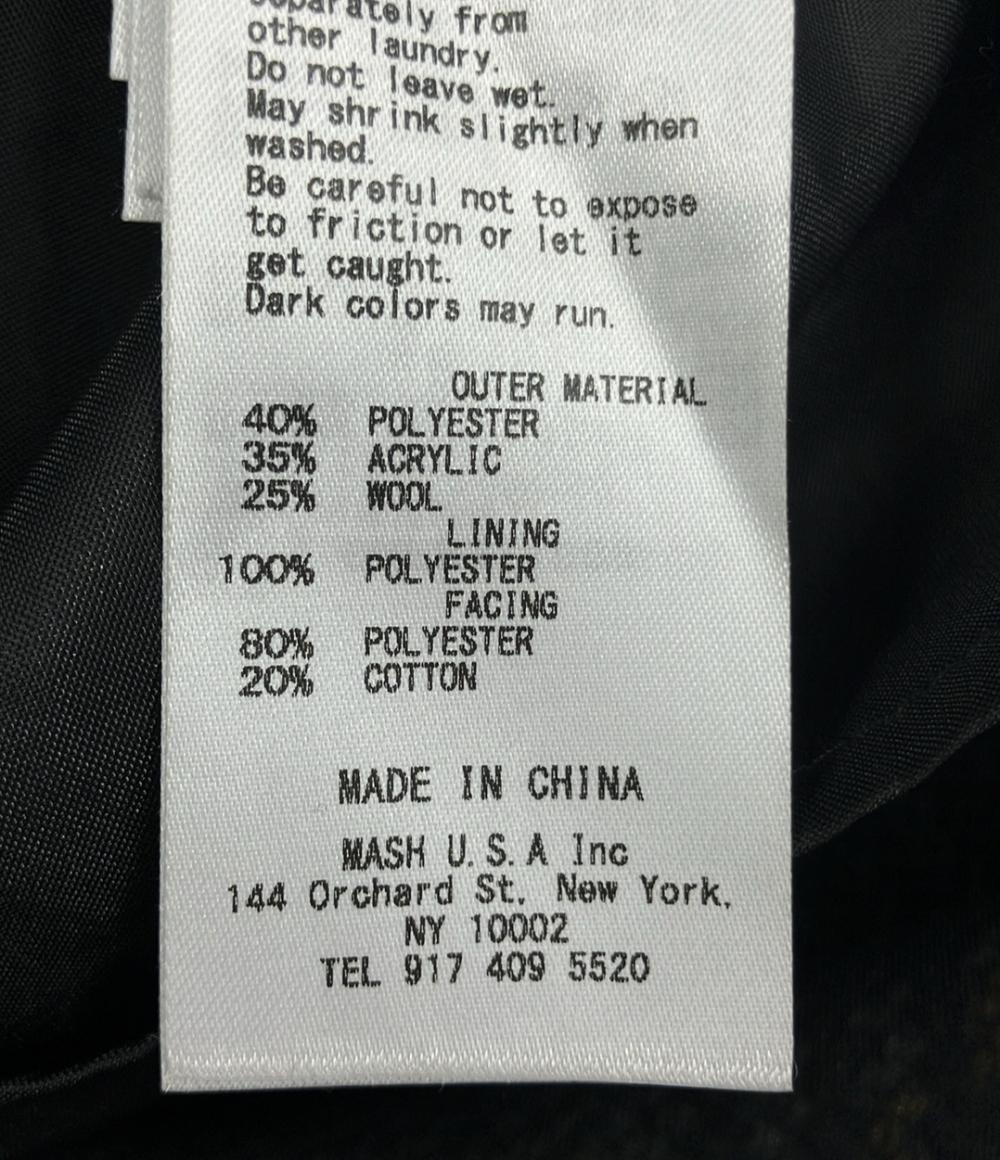 separately from
other laundry.
Do not leave wet.
May shrink slightly when
washed.
Be careful not to expose
to friction or let it
get caught.
Dark colors may run.
OUTER MATERIAL
40% POLYESTER
35% ACRYLIC
25% WOOL
LINING
100% POLYESTER
FACING
80% POLYESTER
20% COTTON
MADE IN CHINA
MASH U.S.A Inc
144 Orchard St. New York,
NY 10002
TEL 917 409 5520